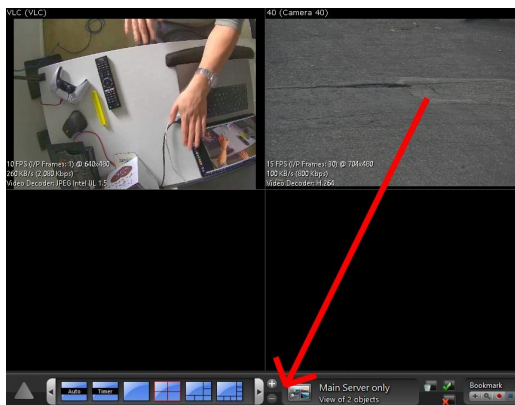 VLC (VLC)
40 (Camera 40)
10 FPS (I/P Frames: 1) @ 640x480
260 KB/s (2,080 Kbps)
Video Decoder: JPEG Intel IJL 1.5
15 FPS (I/P Frames: 30) @ 704x480
100 KB/s (800 Kbps)
Video Decoder: H.264
Auto
Timer
Main Server only
View of 2 objects
Bookmark